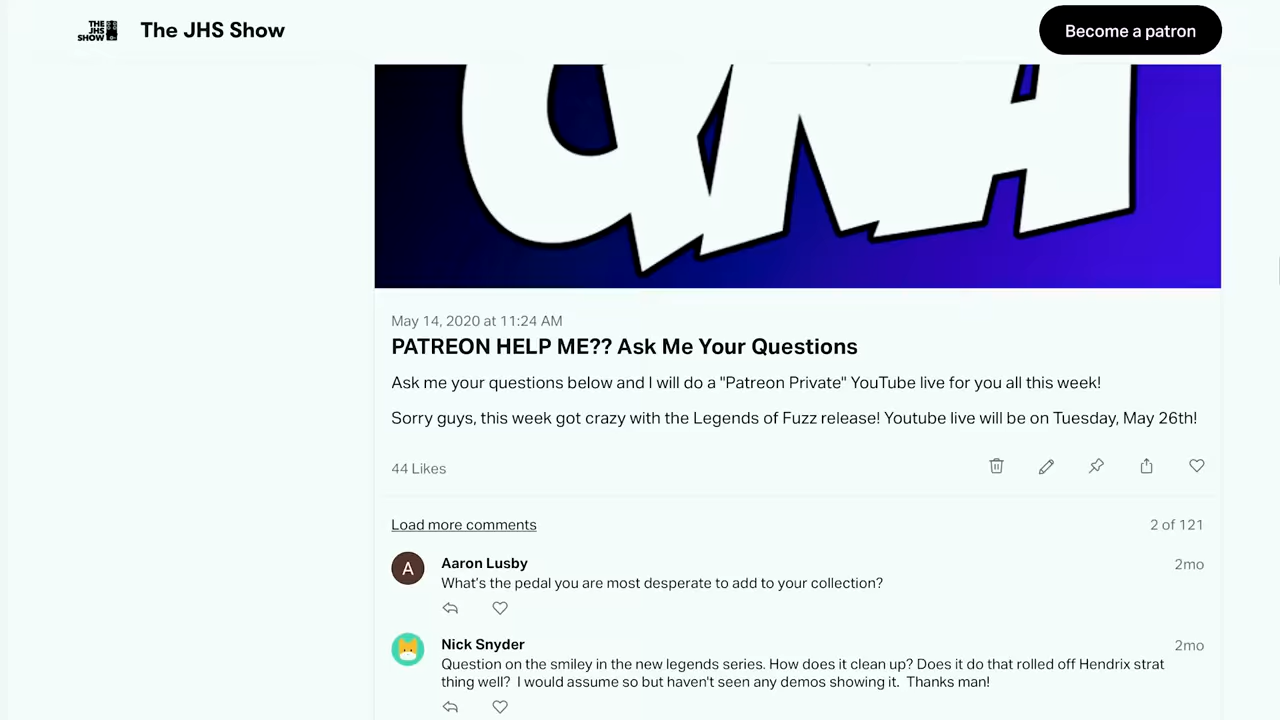 THE
JHS
SHOW
The JHS Show
Become a patron
QNA
May 14, 2020 at 11:24 AM
PATREON HELP ME?? Ask Me Your Questions
Ask me your questions below and I will do a "Patreon Private" YouTube live for you all this week!
Sorry guys, this week got crazy with the Legends of Fuzz release! Youtube live will be on Tuesday, May 26th!
44 Likes
Load more comments
2 of 121
A
Aaron Lusby
2mo
What's the pedal you are most desperate to add to your collection?
Nick Snyder
2mo
Question on the smiley in the new legends series. How does it clean up? Does it do that rolled off Hendrix strat
thing well?  I would assume so but haven't seen any demos showing it.  Thanks man!